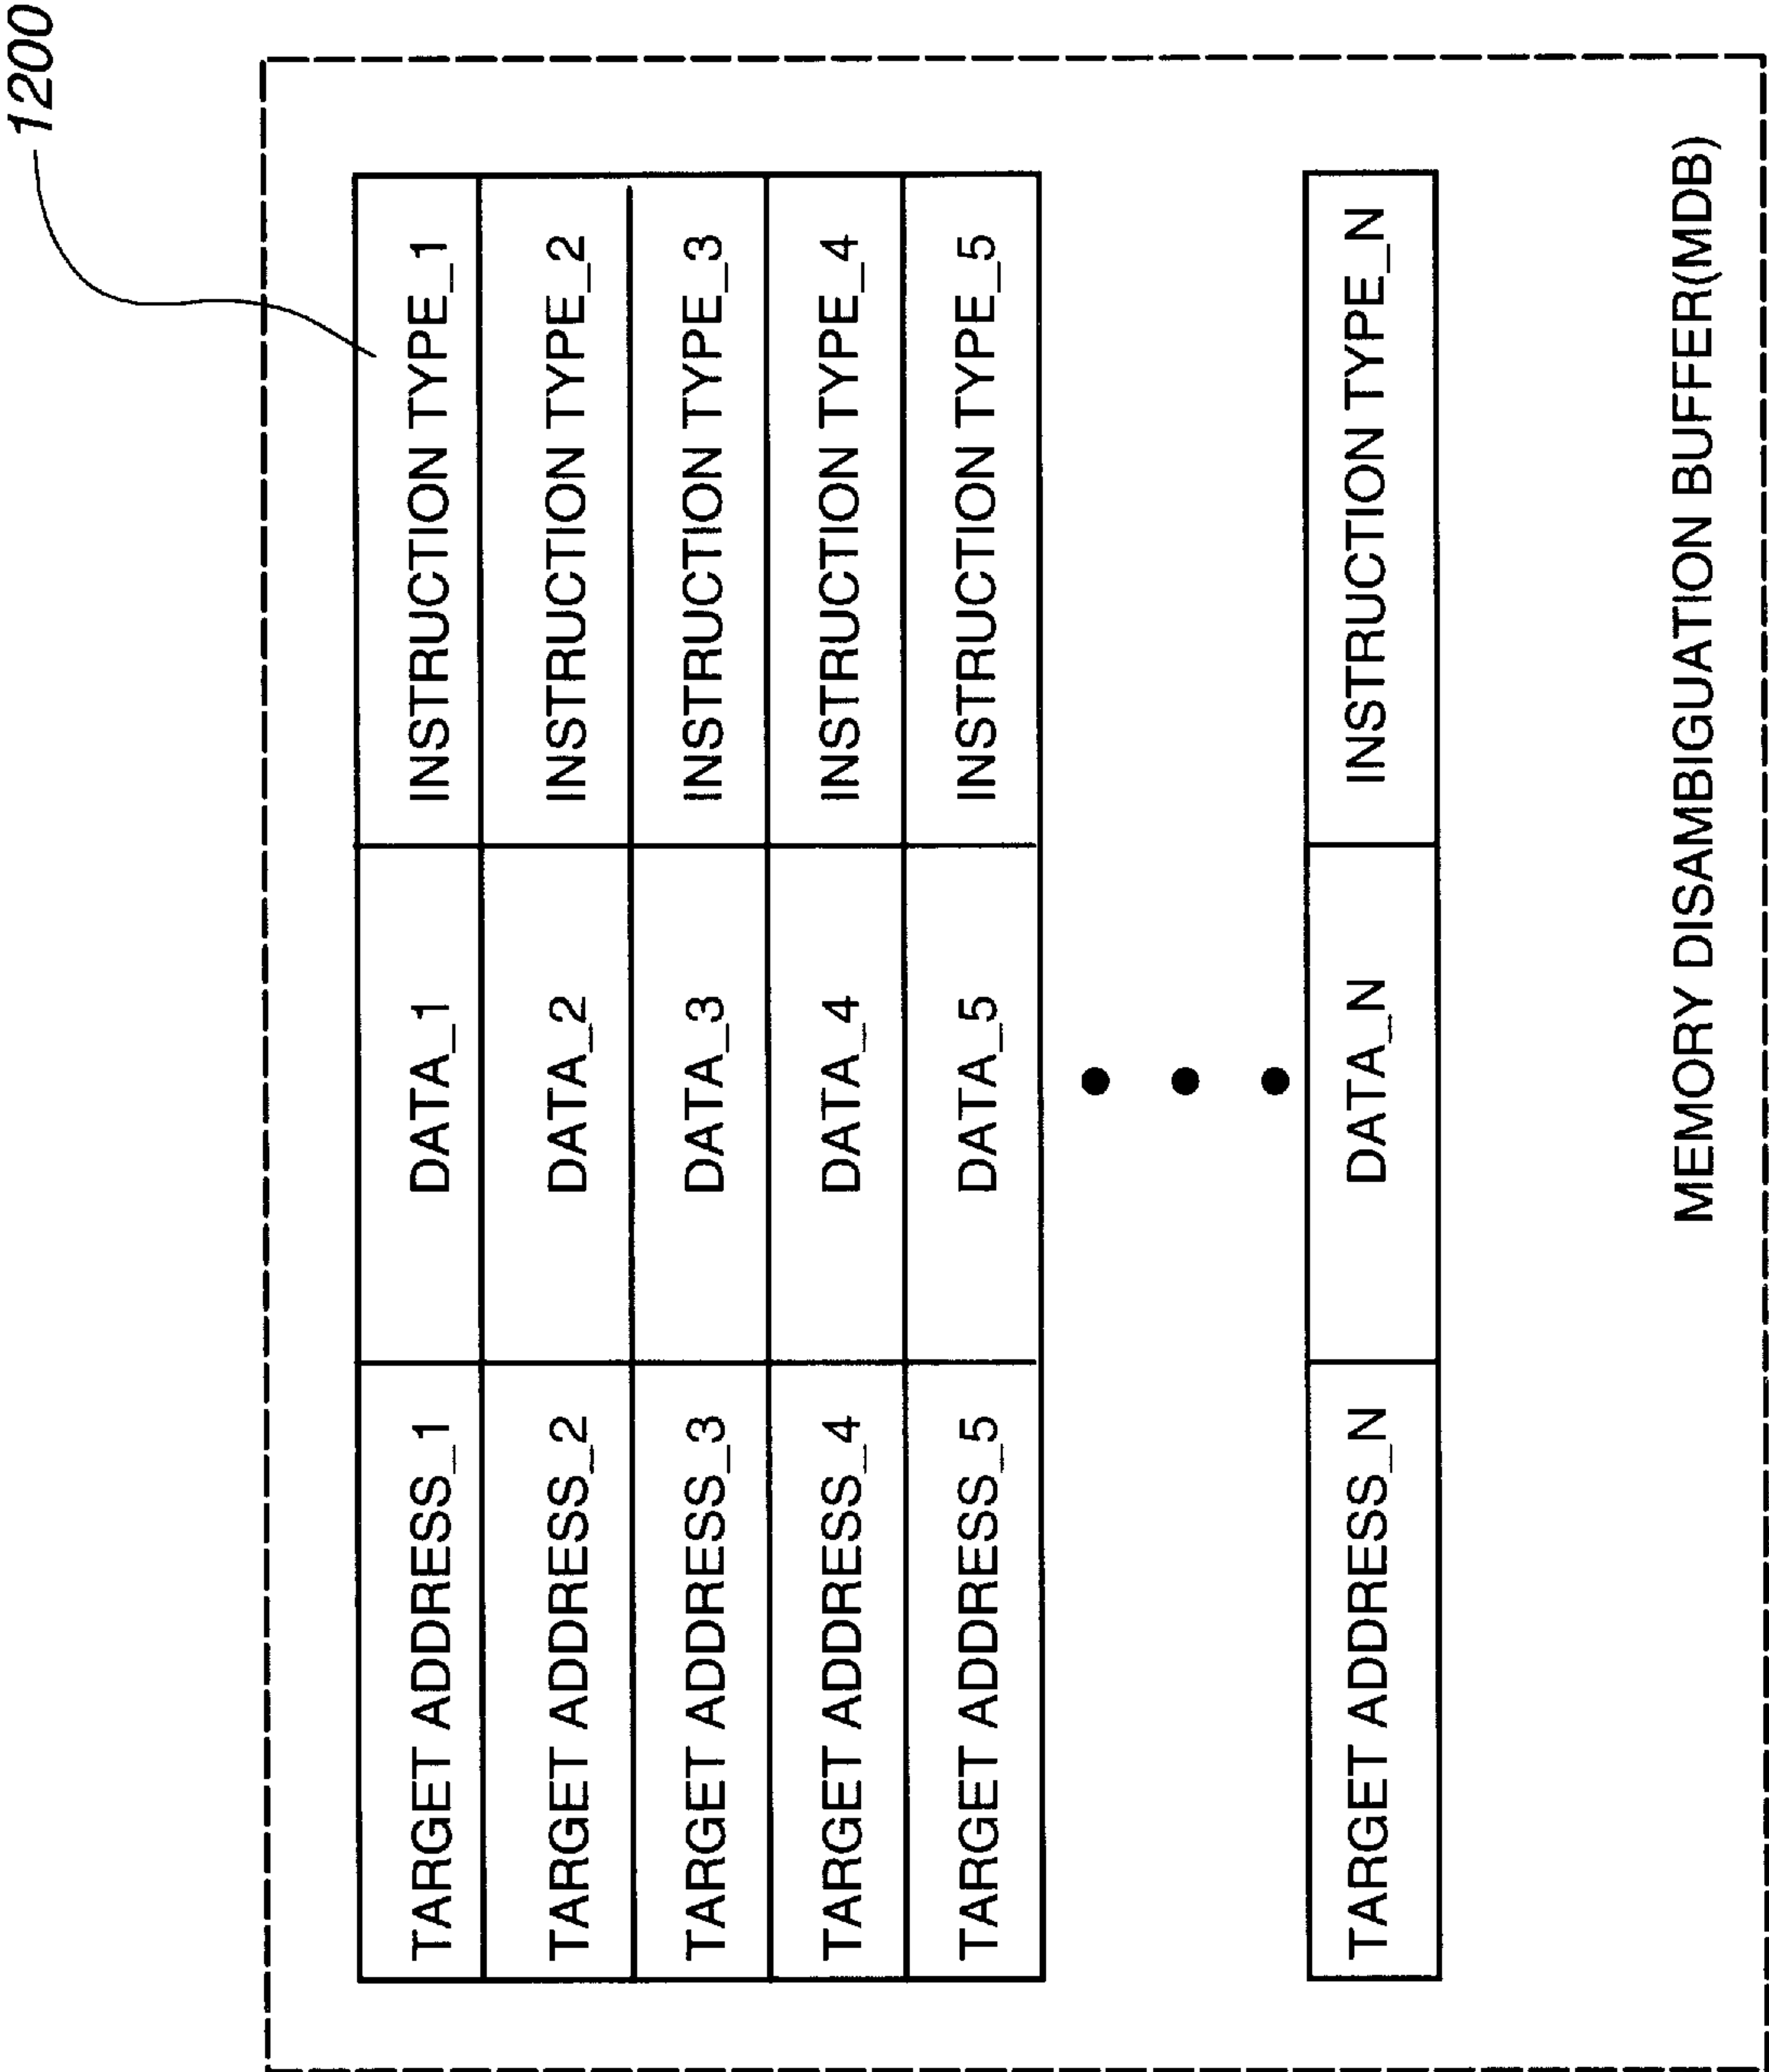 1200
TARGET ADDRESS_1 DATA_1 INSTRUCTION TYPE_1
TARGET ADDRESS_2 DATA_2 INSTRUCTION TYPE_2
TARGET ADDRESS_3 DATA_3 INSTRUCTION TYPE_3
TARGET ADDRESS_4 DATA_4 INSTRUCTION TYPE_4
TARGET ADDRESS_5 DATA_5 INSTRUCTION TYPE_5
TARGET ADDRESS_N DATA_N INSTRUCTION TYPE_N
MEMORY DISAMBIGUATION BUFFER(MDB)